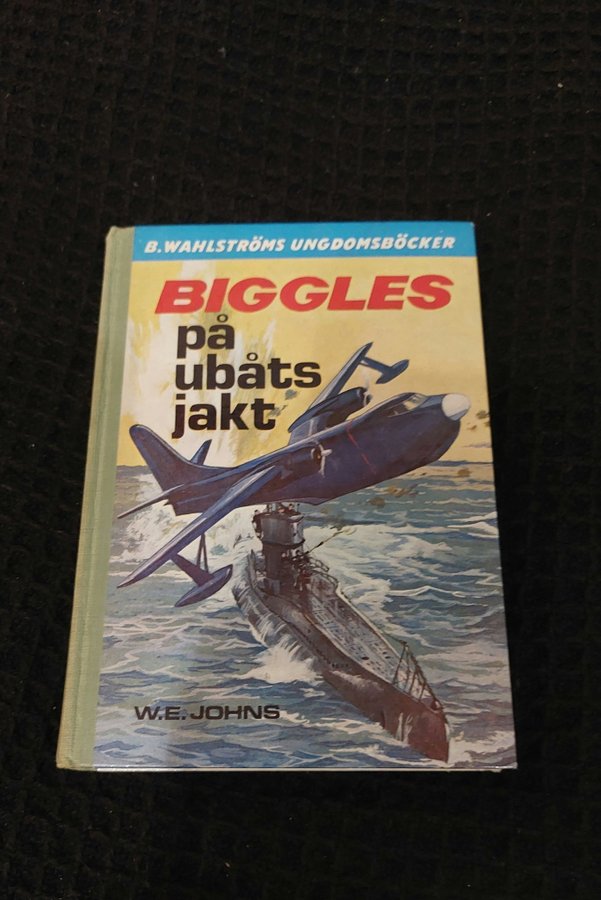 B. WAHLSTRÖMS UNGDOMSBÖCKER
BIGGLES
på
ubåts
jakt
W.E. JOHNS